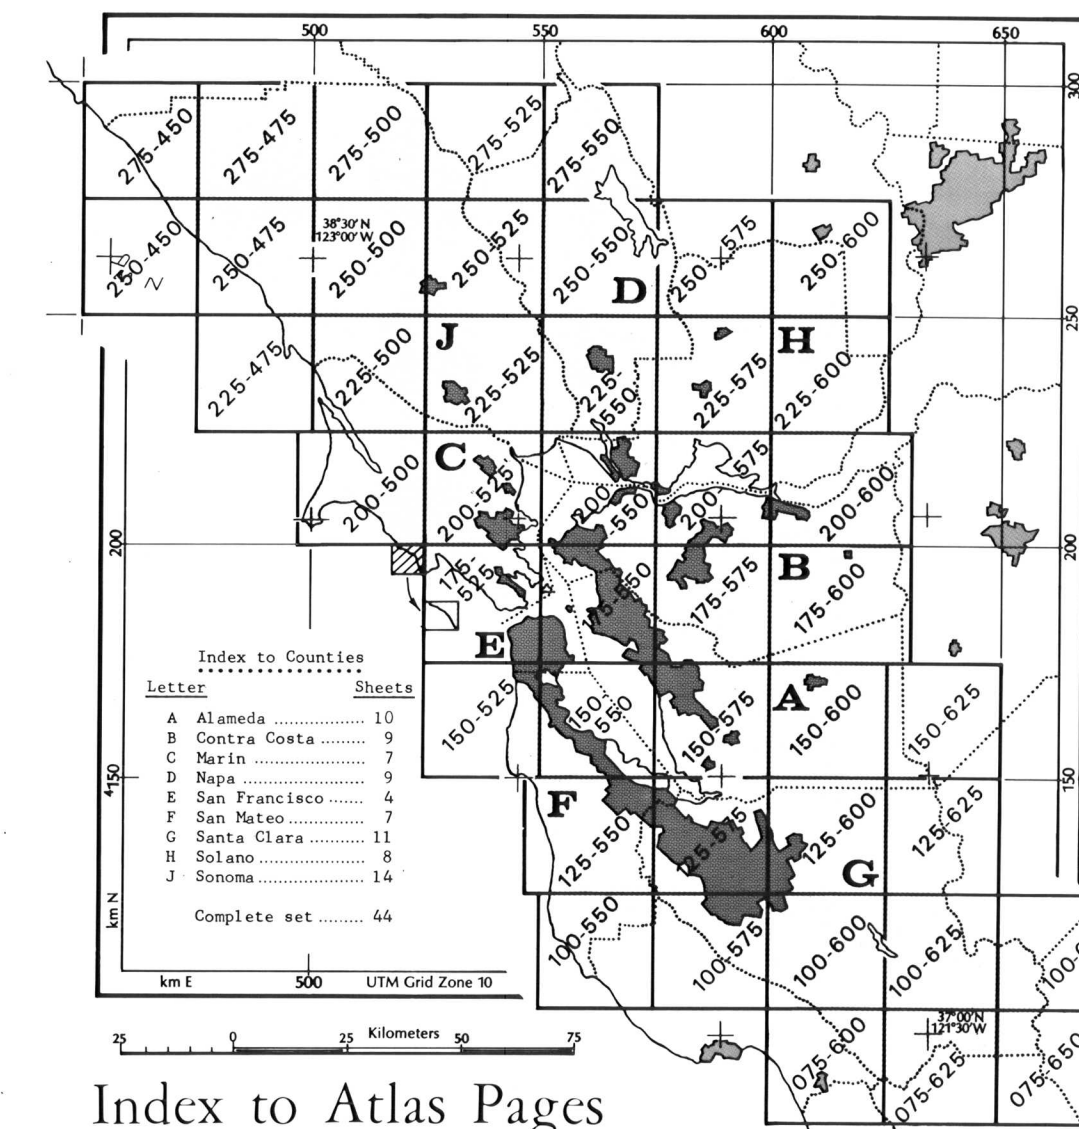 500 550 600 650
300
275-450 275-475 275-500 275-525 275-550
38°30′N
123°00′W
250-450 250-475 250-500 250-525 250-550 250-575 250-600
D
250
J H
225-475 225-500 225-525 225-550 225-575 225-600
C
200-500 200-525 200-550 200-575 200-600
200 200
B
175-525 175-550 175-575 175-600
E
Index to Counties
Letter Sheets
A Alameda ................. 10
B Contra Costa ......... 9
C Marin ................... 7
D Napa .................... 9
E San Francisco ...... 4
F San Mateo ............ 7
G Santa Clara .......... 11
H Solano .................. 8
J Sonoma ................. 14
Complete set ........ 44
A
150-525 150-550 150-575 150-600 150-625
4150 150
F
125-550 125-575 125-600 125-625
G
km N
100-550 100-575 100-600 100-625 100-
km E 500 UTM Grid Zone 10
37°00′N
121°30′W
25 0 25 Kilometers 50 75
075-600 075-625 075-650
Index to Atlas Pages